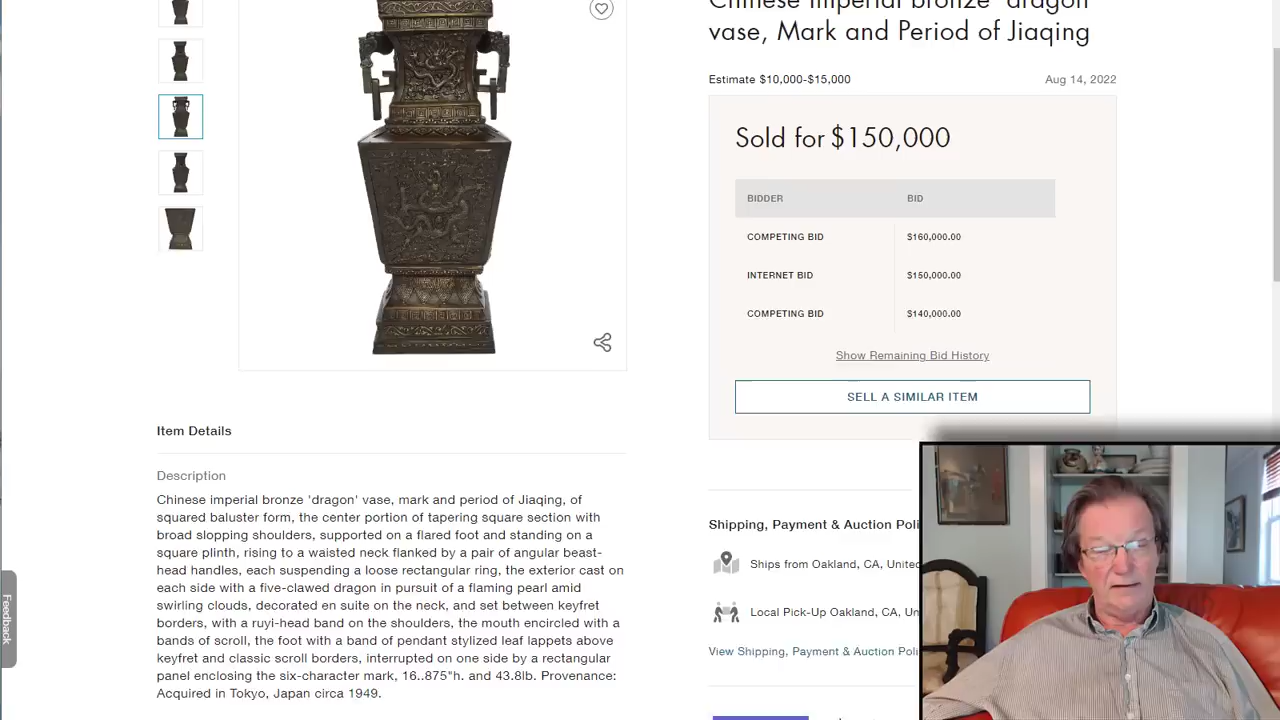 Chinese imperial bronze 'dragon'
vase, Mark and Period of Jiaqing
Estimate $10,000-$15,000
Aug 14, 2022
Sold for $150,000
BIDDER BID
COMPETING BID $160,000.00
INTERNET BID $150,000.00
COMPETING BID $140,000.00
Show Remaining Bid History
SELL A SIMILAR ITEM
Item Details
Description
Chinese imperial bronze 'dragon' vase, mark and period of Jiaqing, of
squared baluster form, the center portion of tapering square section with
broad slopping shoulders, supported on a flared foot and standing on a
square plinth, rising to a waisted neck flanked by a pair of angular beast-
head handles, each suspending a loose rectangular ring, the exterior cast on
each side with a five-clawed dragon in pursuit of a flaming pearl amid
swirling clouds, decorated en suite on the neck, and set between keyfret
borders, with a ruyi-head band on the shoulders, the mouth encircled with a
bands of scroll, the foot with a band of pendant stylized leaf lappets above
keyfret and classic scroll borders, interrupted on one side by a rectangular
panel enclosing the six-character mark, 16..875"h. and 43.8lb. Provenance:
Acquired in Tokyo, Japan circa 1949.
Shipping, Payment & Auction Poli
Ships from Oakland, CA, Unite
Local Pick-Up Oakland, CA, Un
View Shipping, Payment & Auction Poli
Feedback